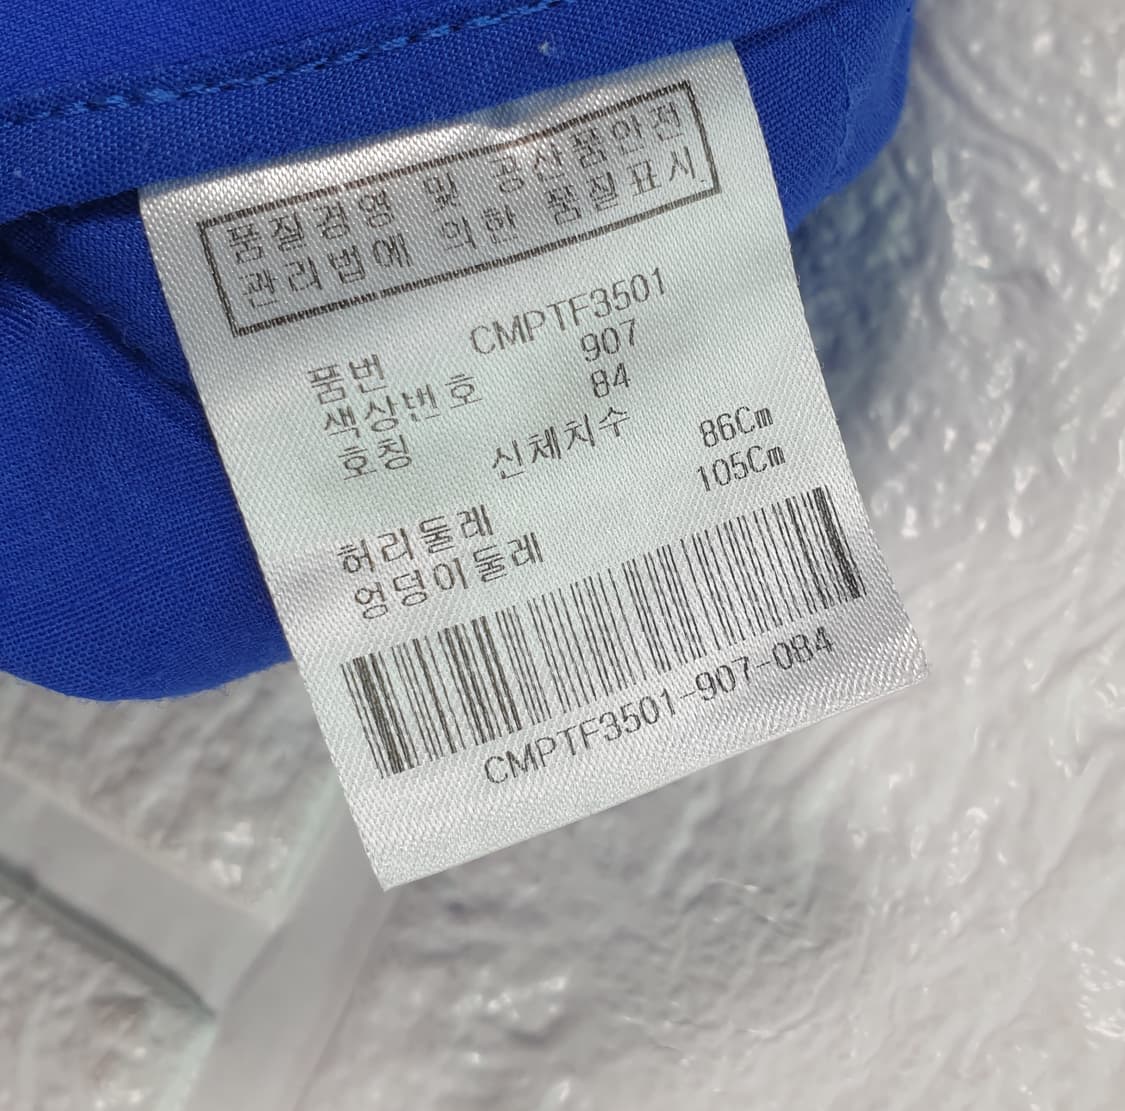 품질경영 및 공산품안전
관리법에 의한 품질표시
품번 CMPTF3501
색상번호 907
호칭 84
신체치수
허리둘레 86Cm
엉덩이둘레 105Cm
CMPTF3501-907-084